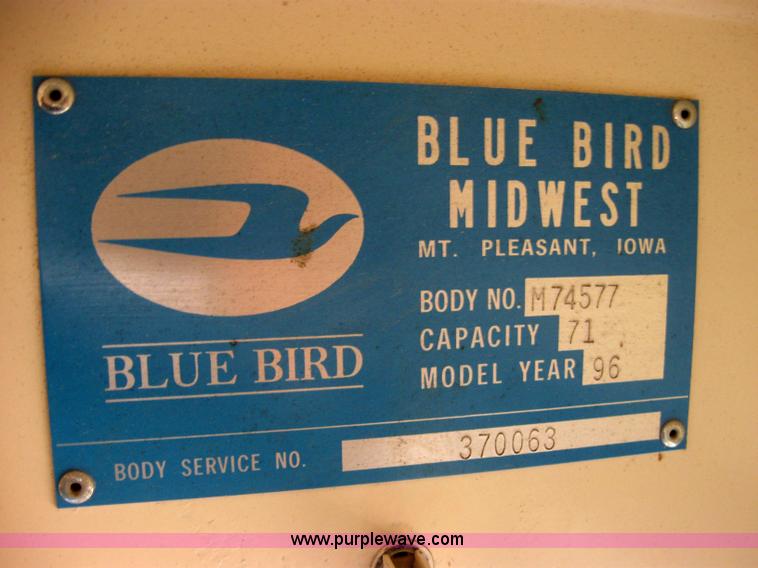 BLUE BIRD
MIDWEST
MT. PLEASANT, IOWA
BODY NO. M74577
CAPACITY 71
MODEL YEAR 96
BLUE BIRD
BODY SERVICE NO. 370063
www.purplewave.com